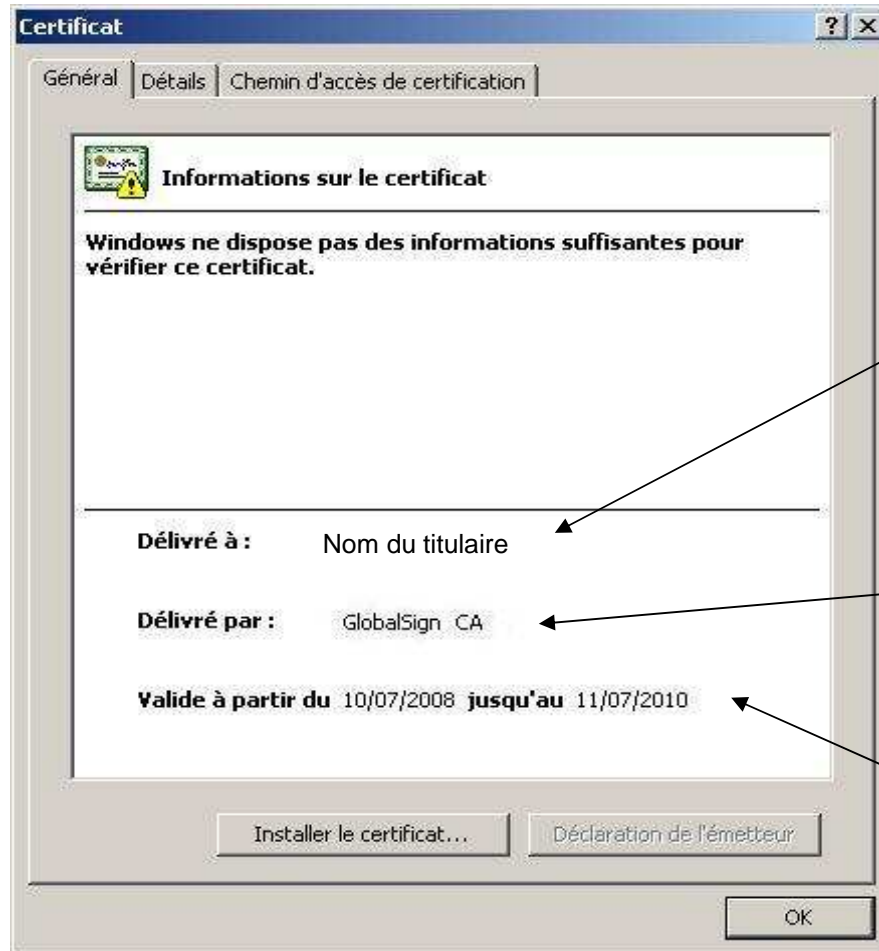 Certificat
Général Détails Chemin d'accès de certification
Informations sur le certificat
Windows ne dispose pas des informations suffisantes pour
vérifier ce certificat.
Délivré à : Nom du titulaire
Délivré par : GlobalSign CA
Valide à partir du 10/07/2008 jusqu'au 11/07/2010
Installer le certificat... Déclaration de l'émetteur
OK